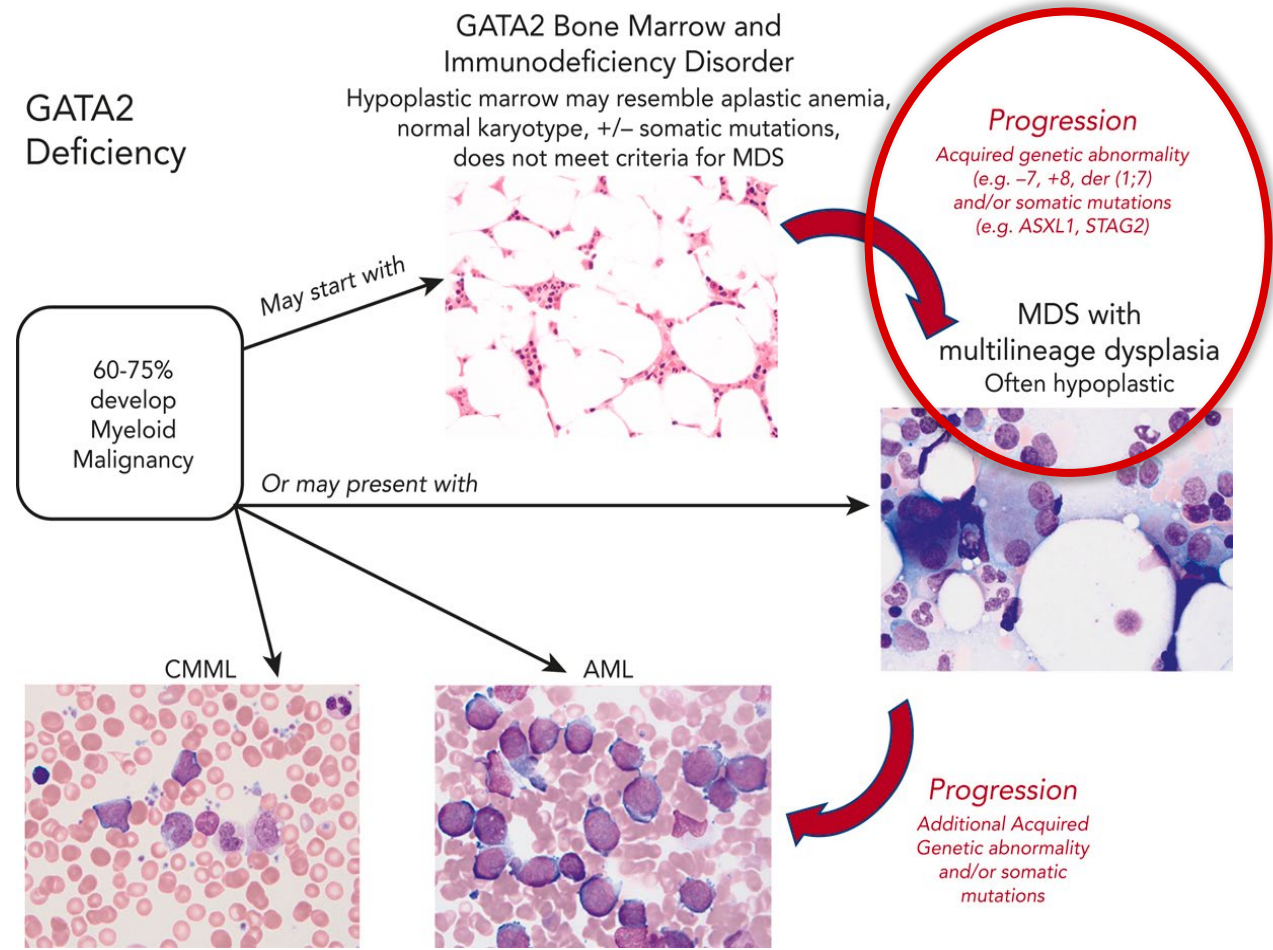 GATA2
Deficiency
GATA2 Bone Marrow and
Immunodeficiency Disorder
Hypoplastic marrow may resemble aplastic anemia,
normal karyotype, +/– somatic mutations,
does not meet criteria for MDS
Progression
Acquired genetic abnormality
(e.g. –7, +8, der (1;7)
and/or somatic mutations
(e.g. ASXL1, STAG2)
May start with
60-75%
develop
Myeloid
Malignancy
MDS with
multilineage dysplasia
Often hypoplastic
Or may present with
CMML
AML
Progression
Additional Acquired
Genetic abnormality
and/or somatic
mutations